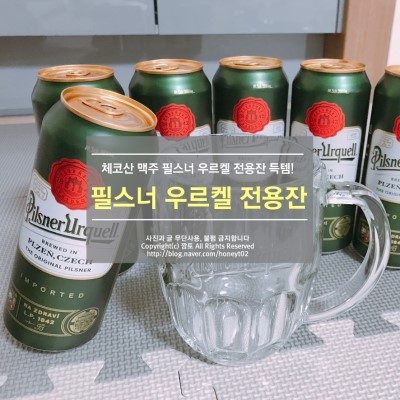 체코산 맥주 필스너 우르켈 전용잔 득템!
필스너 우르켈 전용잔
사진과 글 무단사용, 불펌 금지합니다
Copyright(c) 깜토 All Rights Reserved
http://blog.naver.com/honeyt02
Pilsner Urquell
BREWED IN
PLZEŇ, CZECH
THE ORIGINAL PILSNER
IMPORTED
NA ZDRAVÍ
L.P. 1842
Pilsner